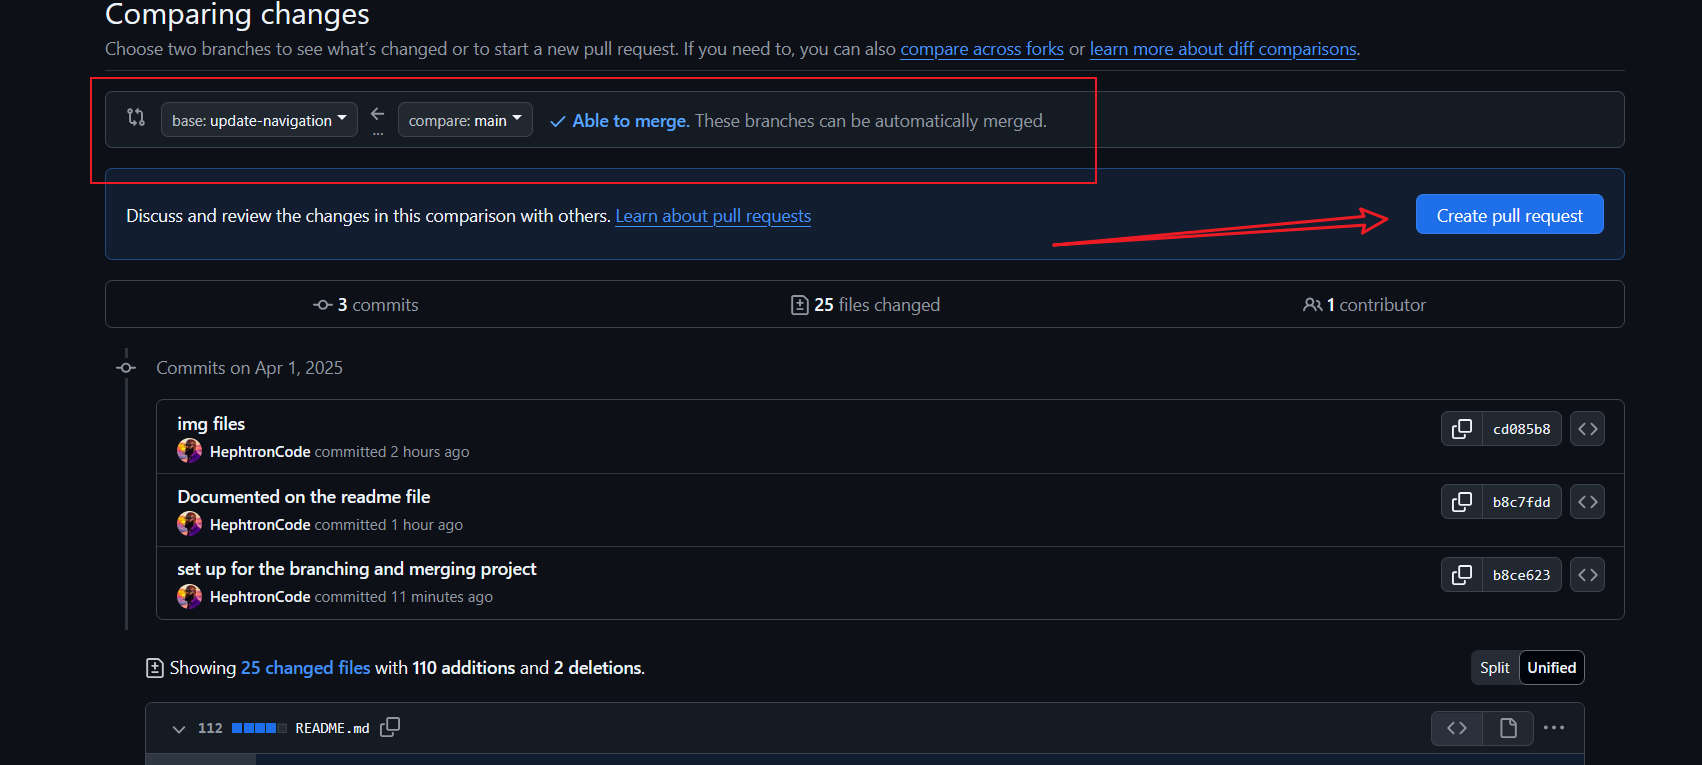 Comparing changes
Choose two branches to see what's changed or to start a new pull request. If you need to, you can also compare across forks or learn more about diff comparisons.
base: update-navigation ... compare: main Able to merge. These branches can be automatically merged.
Discuss and review the changes in this comparison with others. Learn about pull requests Create pull request
3 commits 25 files changed 1 contributor
Commits on Apr 1, 2025
img files
HephtronCode committed 2 hours ago cd085b8
Documented on the readme file
HephtronCode committed 1 hour ago b8c7fdd
set up for the branching and merging project
HephtronCode committed 11 minutes ago b8ce623
Showing 25 changed files with 110 additions and 2 deletions. Split Unified
112 README.md